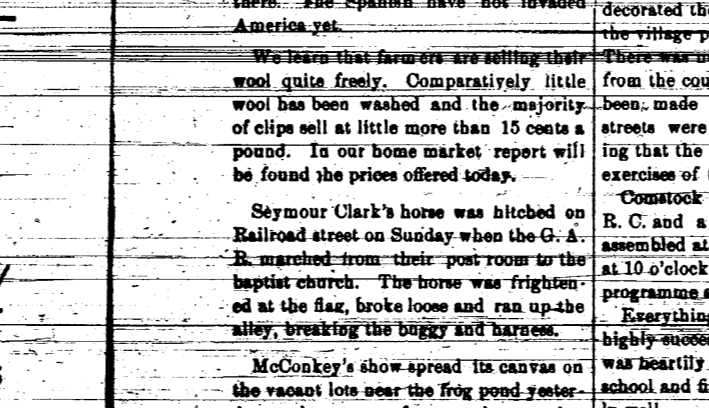 there. The Spanish have not invaded
America yet.
We learn that farmers are selling their
wool quite freely. Comparatively little
wool has been washed and the majority
of clips sell at little more than 15 cents a
pound. In our home market report will
be found the prices offered today.
Seymour Clark's horse was hitched on
Railroad street on Sunday when the G. A.
R. marched from their post room to the
baptist church. The horse was frighten-
ed at the flag, broke loose and ran up the
alley, breaking the buggy and harness.
McConkey's show spread its canvas on
the vacant lots near the frog pond yester-
decorated the
the village p
There was
from the cou
been made
streets were
ing that the
exercises of
Comstock
R. C. and a
assembled at
at 10 o'clock
programme
Everything
highly succe
was heartily
school and fi